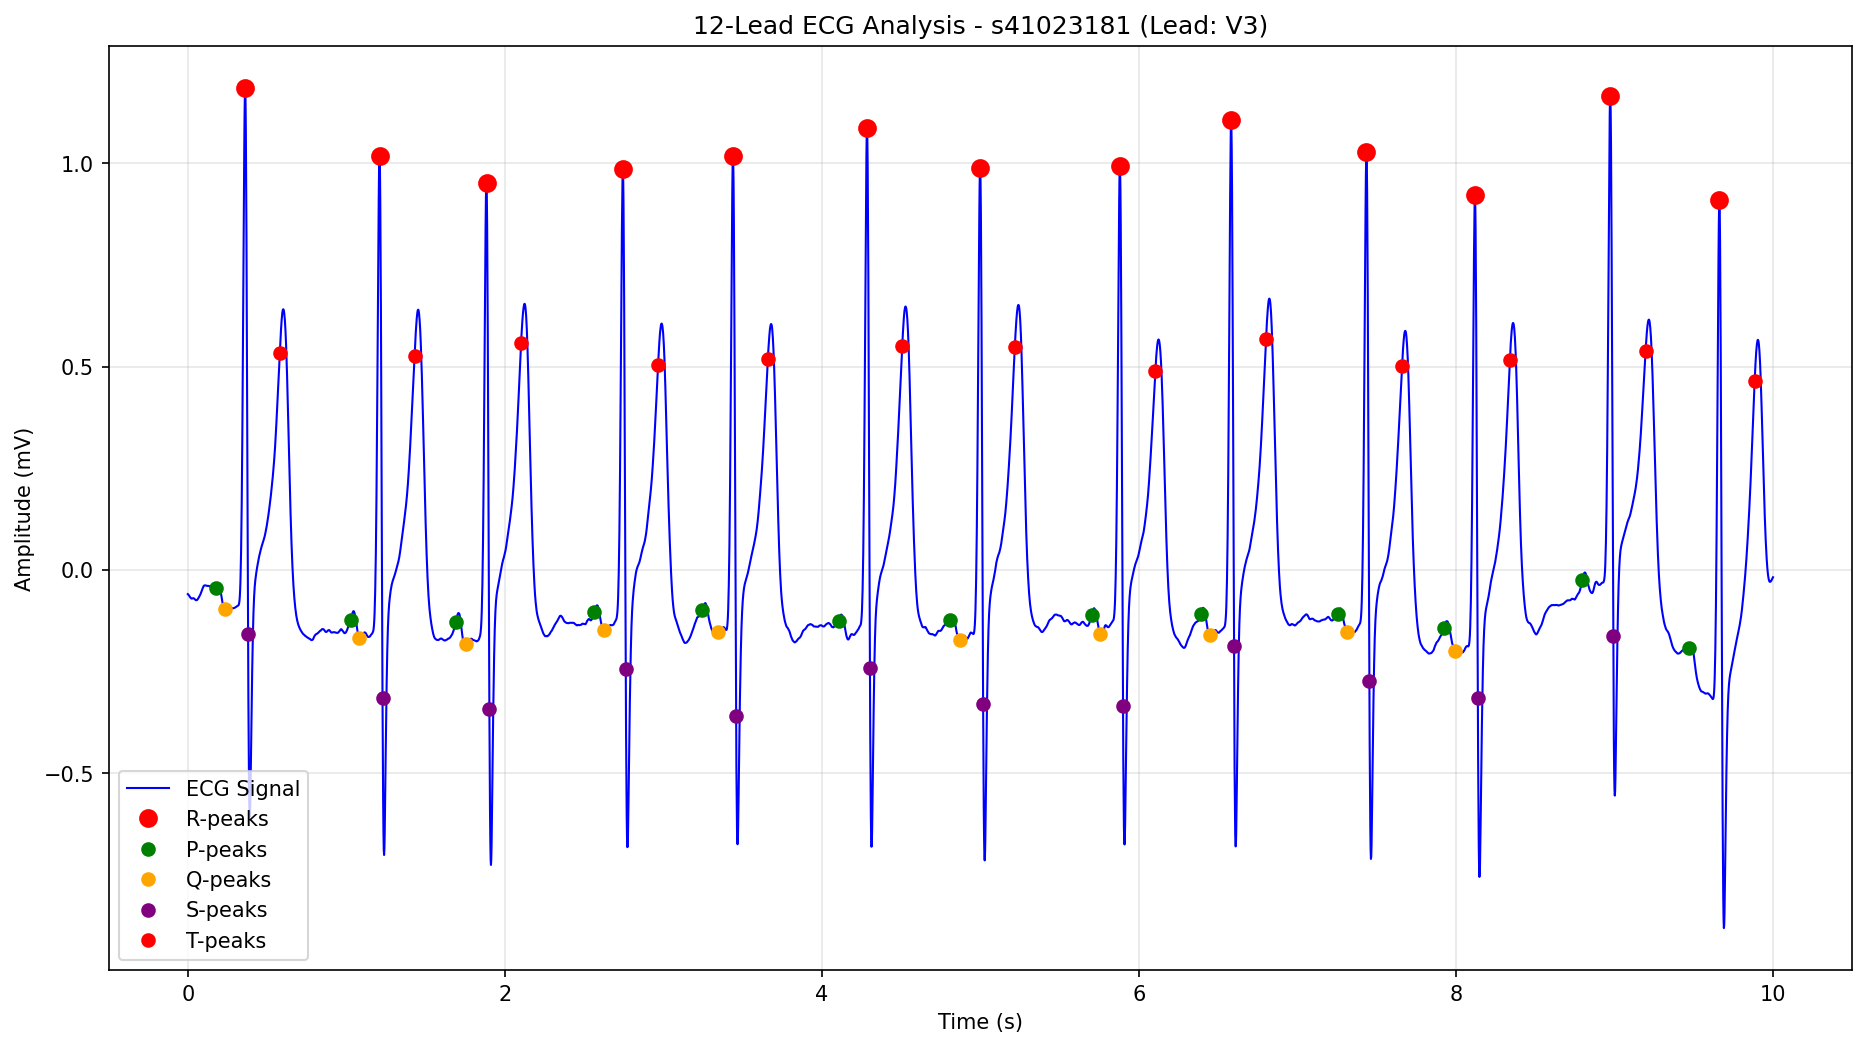 12-Lead ECG Analysis - s41023181 (Lead: V3)
Amplitude (mV)
1.0
0.5
0.0
−0.5
ECG Signal
R-peaks
P-peaks
Q-peaks
S-peaks
T-peaks
0 2 4 6 8 10
Time (s)